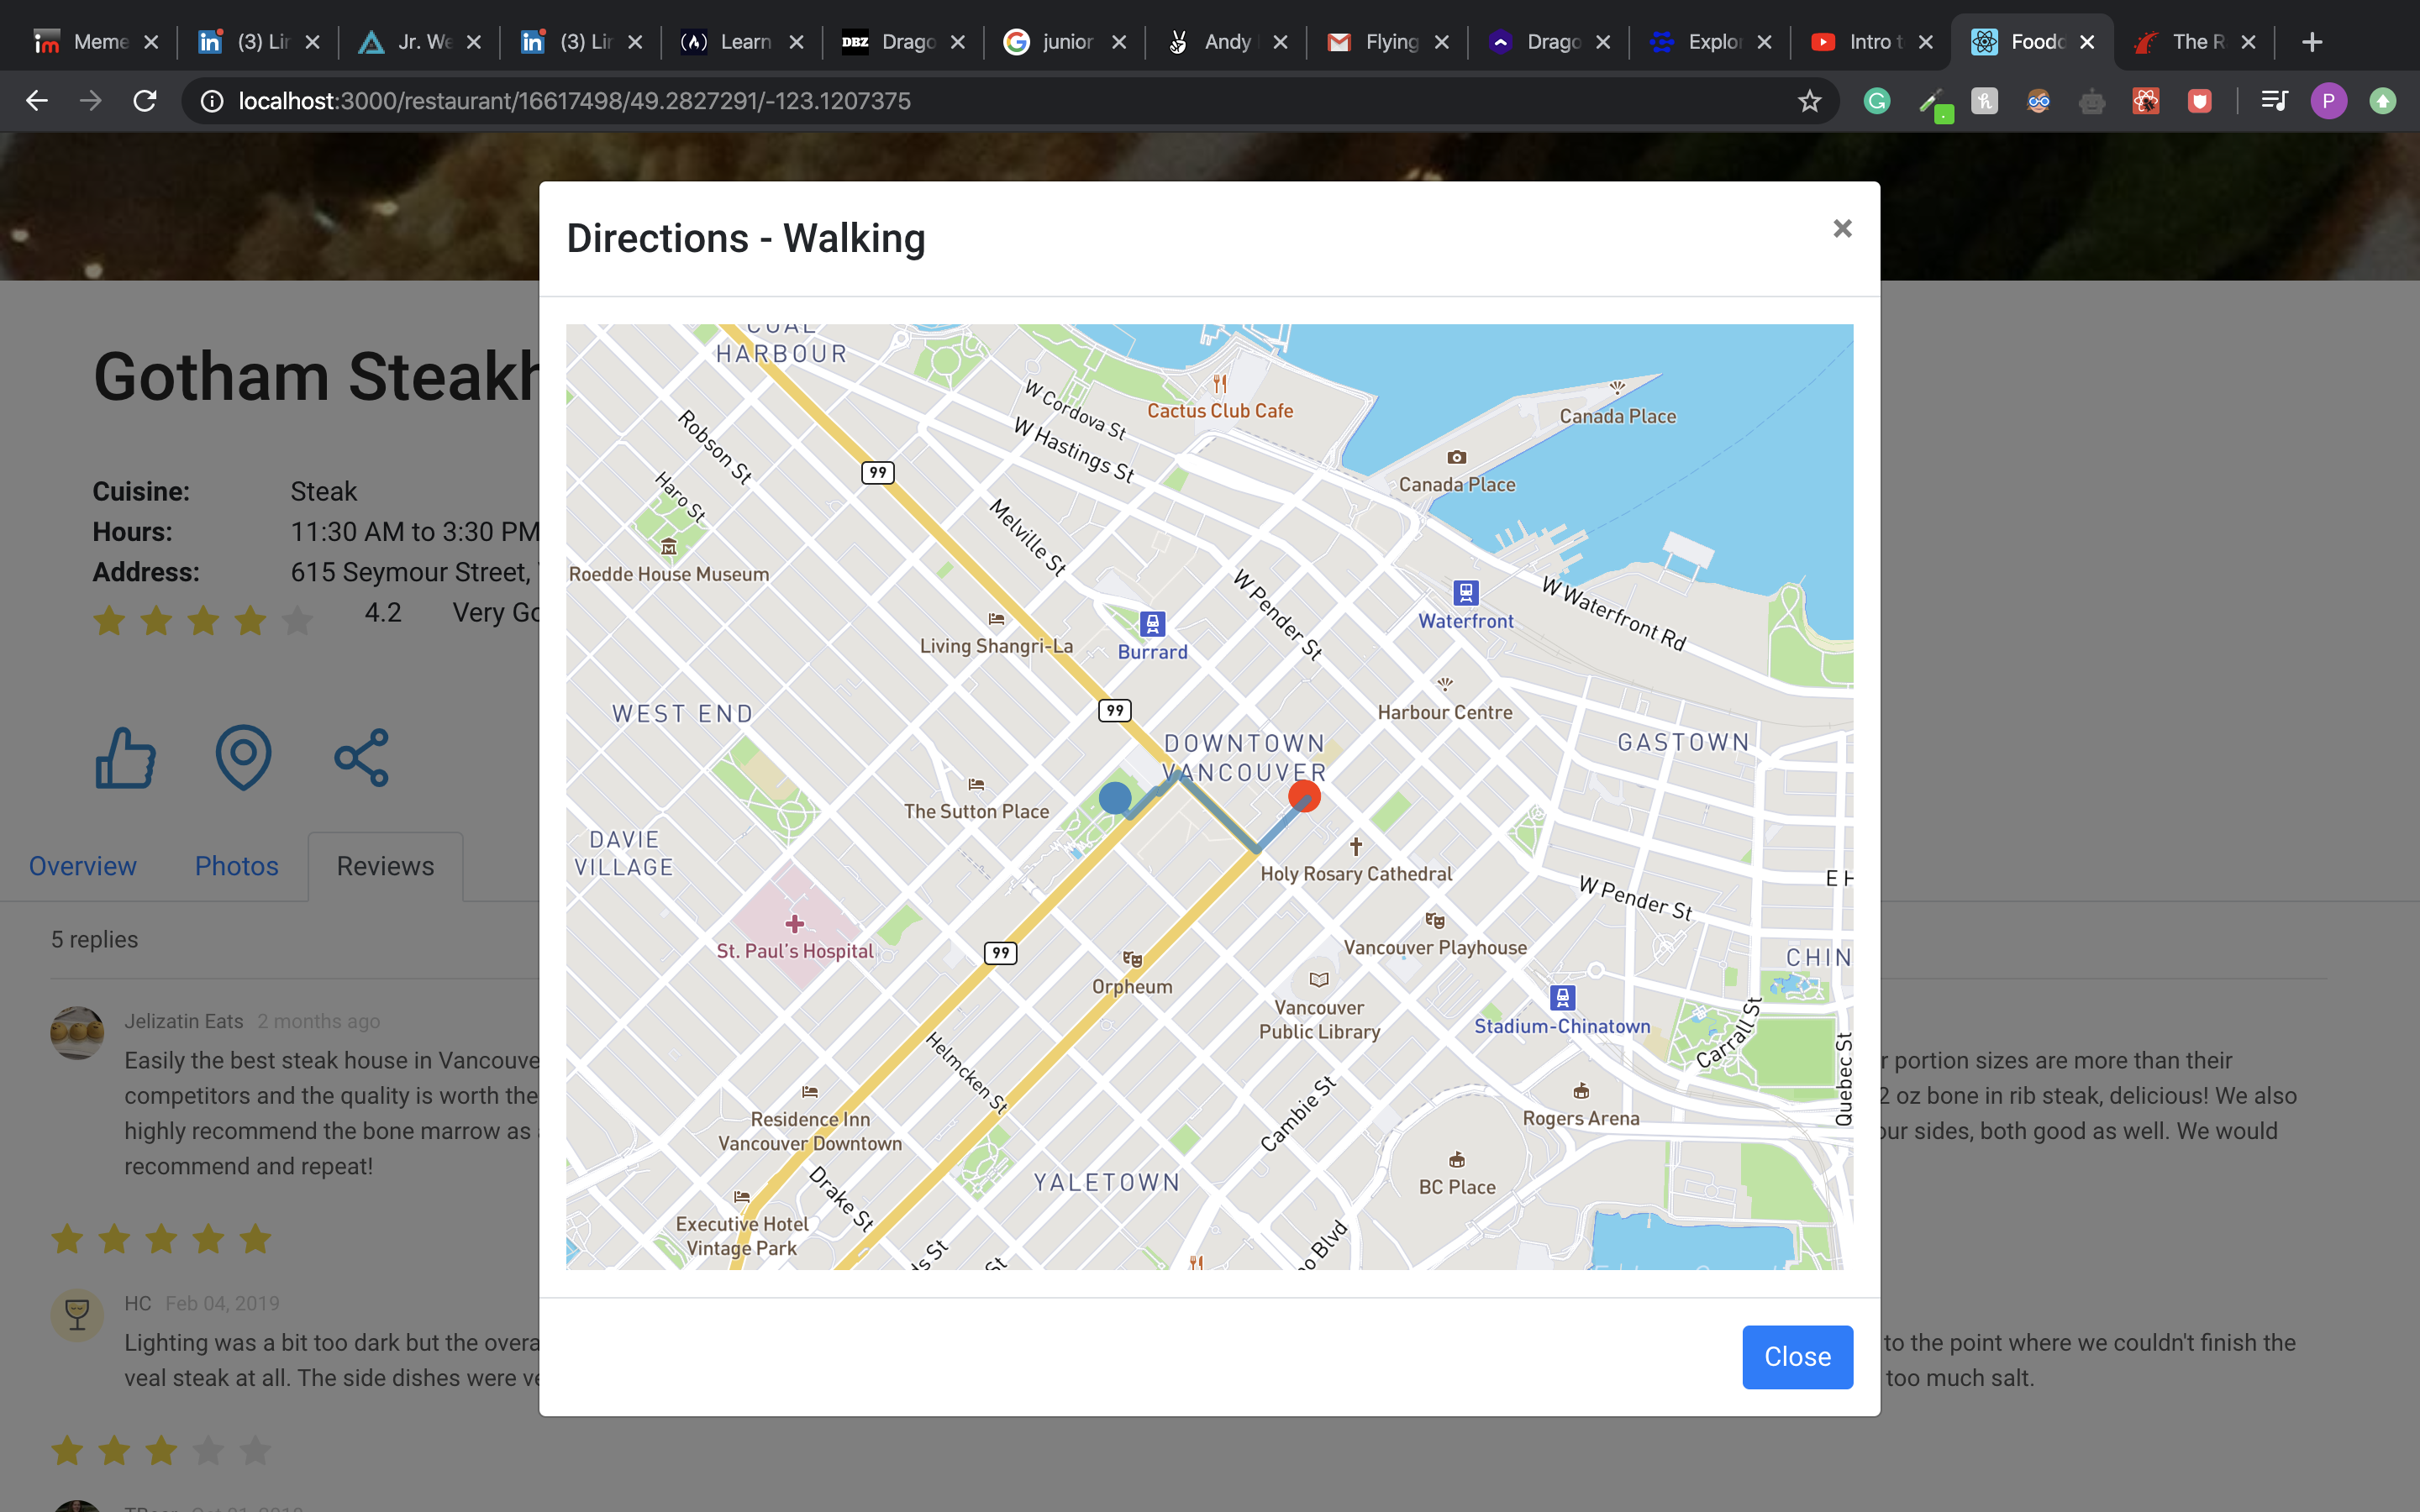 Meme
(3) Lin
Jr. We
(3) Lin
Learn
DBZ Drago
junior
Andy
Flying
Drago
Explor
Intro t
Foodd
The R
localhost:3000/restaurant/16617498/49.2827291/-123.1207375
P
Directions - Walking
×
Gotham Steakh
Cuisine: Steak
Hours: 11:30 AM to 3:30 PM
Address: 615 Seymour Street,
4.2 Very Go
Overview
Photos
Reviews
5 replies
Jelizatin Eats 2 months ago
Easily the best steak house in Vancouve
r portion sizes are more than their
competitors and the quality is worth the
2 oz bone in rib steak, delicious! We also
highly recommend the bone marrow as
our sides, both good as well. We would
recommend and repeat!
HC Feb 04, 2019
Lighting was a bit too dark but the overa
to the point where we couldn't finish the
veal steak at all. The side dishes were ve
too much salt.
COAL
HARBOUR
W Cordova St
Cactus Club Cafe
Canada Place
W Hastings St
Robson St
99
Canada Place
Haro St
Melville St
Roedde House Museum
W Pender St
Waterfront
W Waterfront Rd
Living Shangri-La
Burrard
WEST END
99
Harbour Centre
DOWNTOWN
VANCOUVER
GASTOWN
The Sutton Place
DAVIE
VILLAGE
Holy Rosary Cathedral
E H
W Pender St
St. Paul's Hospital
99
Vancouver Playhouse
CHIN
Orpheum
Vancouver
Public Library
Stadium-Chinatown
Carrall St
Quebec St
Helmcken St
Residence Inn
Vancouver Downtown
Cambie St
Rogers Arena
Drake St
YALETOWN
BC Place
Executive Hotel
Vintage Park
ds St
St
oo Blvd
Close